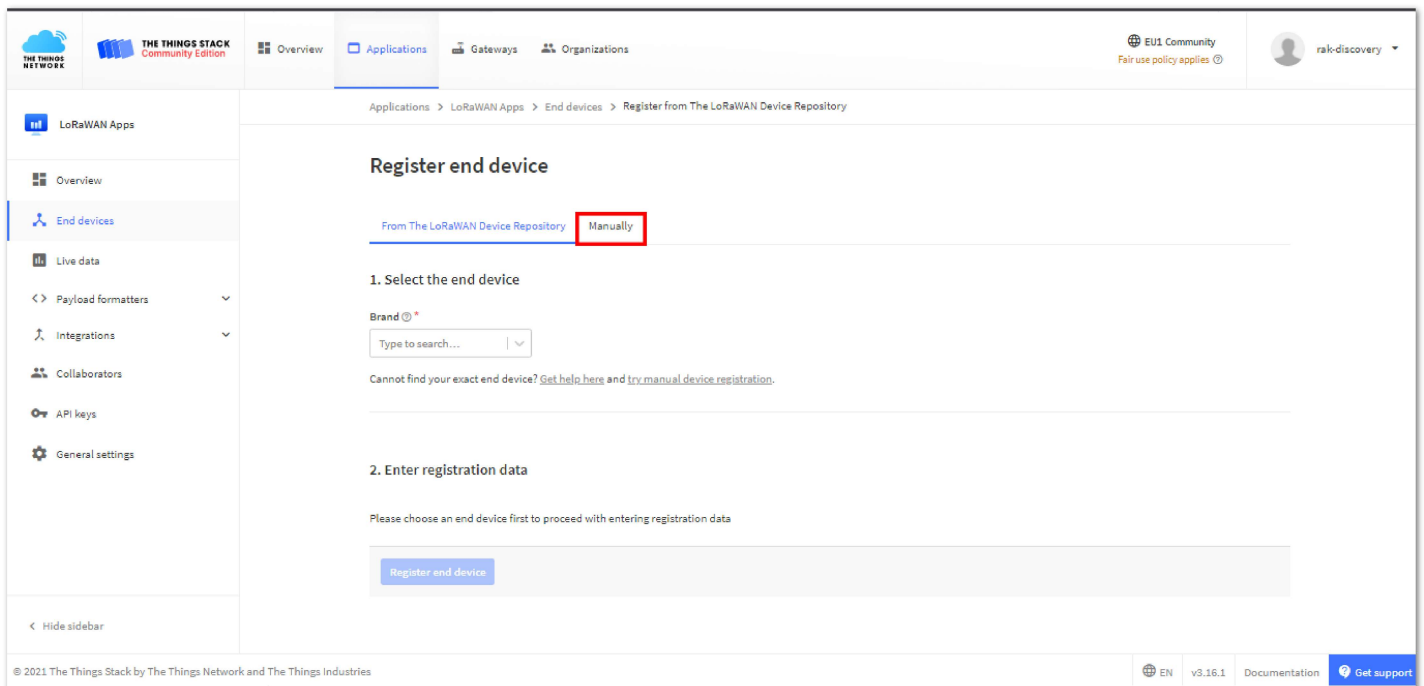 THE THINGS NETWORK
THE THINGS STACK
Community Edition
Overview
Applications
Gateways
Organizations
EU1 Community
Fair use policy applies
rak-discovery
LoRaWAN Apps
Overview
End devices
Live data
Payload formatters
Integrations
Collaborators
API keys
General settings
Hide sidebar
Applications > LoRaWAN Apps > End devices > Register from The LoRaWAN Device Repository
Register end device
From The LoRaWAN Device Repository
Manually
1. Select the end device
Brand *
Type to search...
Cannot find your exact end device? Get help here and try manual device registration.
2. Enter registration data
Please choose an end device first to proceed with entering registration data
Register end device
© 2021 The Things Stack by The Things Network and The Things Industries
EN
v3.16.1
Documentation
Get support